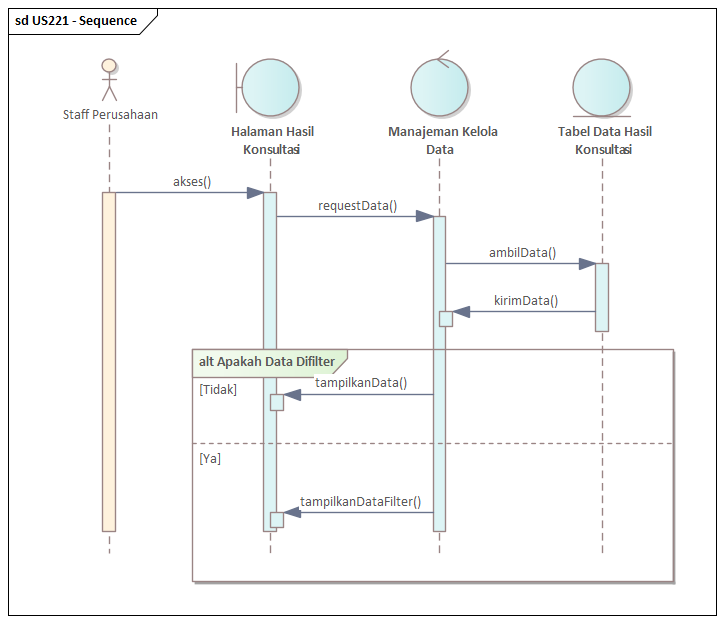 sd US221 - Sequence
Staff Perusahaan
Halaman Hasil
Konsultasi
Manajeman Kelola
Data
Tabel Data Hasil
Konsultasi
akses()
requestData()
ambilData()
kirimData()
alt Apakah Data Difilter
[Tidak]
tampilkanData()
[Ya]
tampilkanDataFilter()